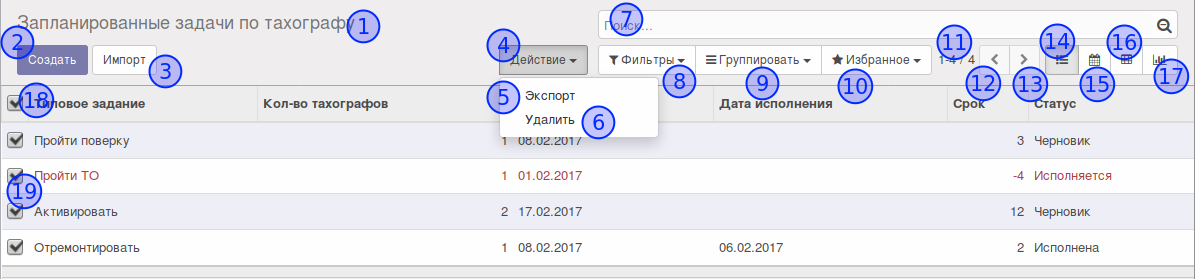 Запланированные задачи по тахографу 1
7 Поиск...
2 Создать
Импорт 3
4 Действие
Фильтры 8
Группировать 9
Избранное 10
11 1-4 / 4
12 13 14 15 16 17
5 Экспорт
Удалить 6
18 Типовое задание Кол-во тахографов Дата исполнения Срок Статус
Пройти поверку 1 08.02.2017 3 Черновик
Пройти ТО 1 01.02.2017 -4 Исполняется
19
Активировать 2 17.02.2017 12 Черновик
Отремонтировать 1 08.02.2017 06.02.2017 2 Исполнена